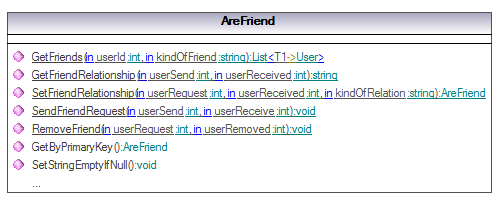 AreFriend
GetFriends(in userId:int, in kindOfFriend:string):List<T1->User>
GetFriendRelationship(in userSend:int, in userReceived:int):string
SetFriendRelationship(in userRequest:int, in userReceived:int, in kindOfRelation:string):AreFriend
SendFriendRequest(in userSend:int, in userReceive:int):void
RemoveFriend(in userRequest:int, in userRemoved:int):void
GetByPrimaryKey():AreFriend
SetStringEmptyIfNull():void
...